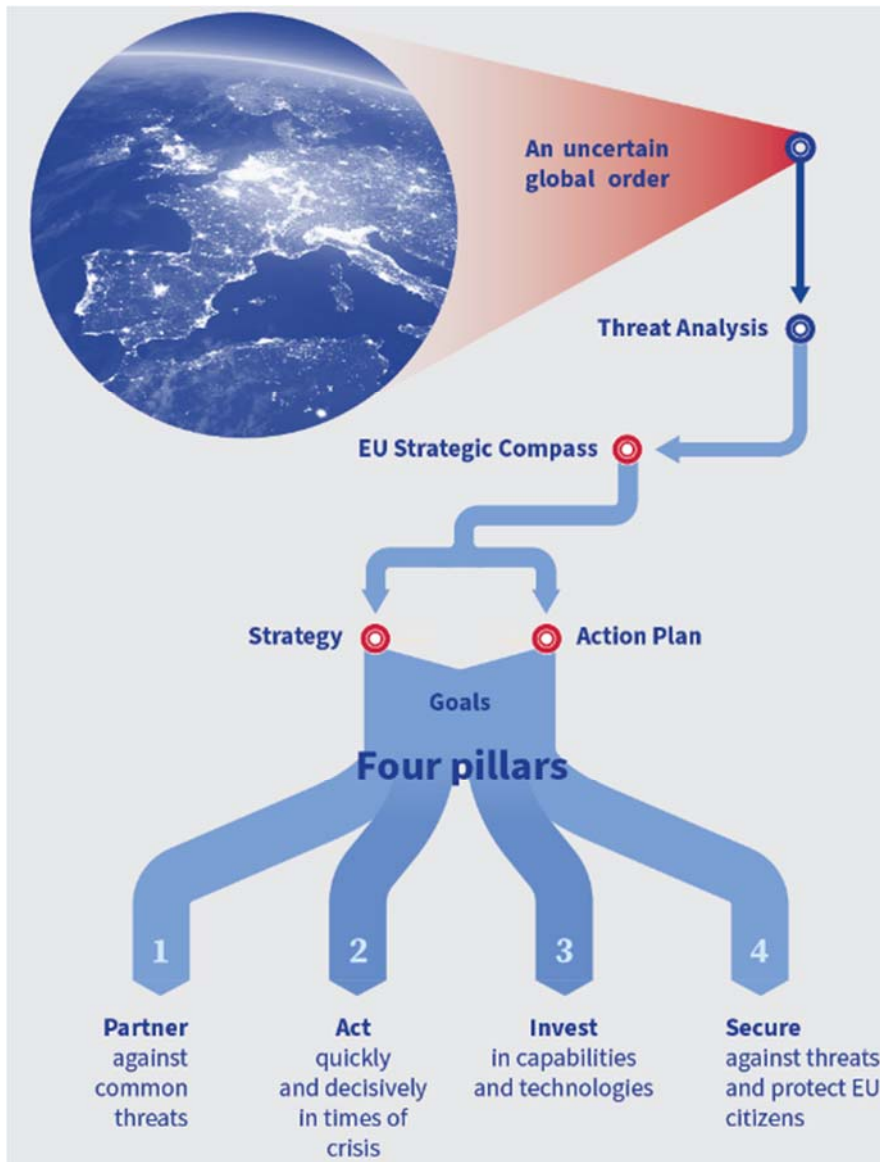 An uncertain
global order
Threat Analysis
EU Strategic Compass
Strategy
Action Plan
Goals
Four pillars
1
2
3
4
Partner
against
common
threats
Act
quickly
and decisively
in times of
crisis
Invest
in capabilities
and technologies
Secure
against threats
and protect EU
citizens